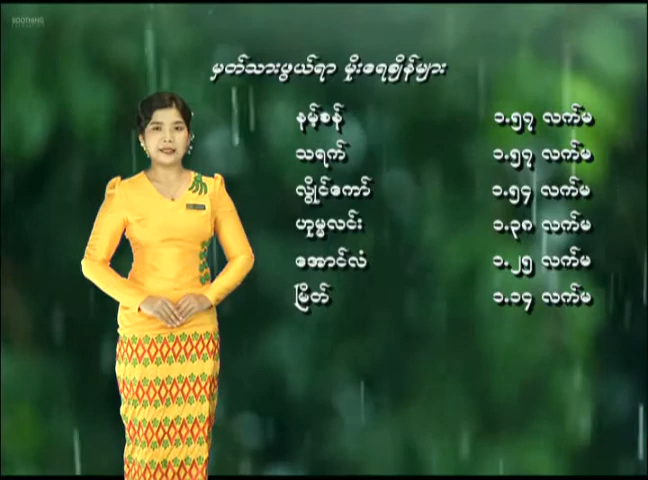 SOOTHING
မှတ်သားဖွယ်ရာ မိုးရေချိန်များ
နမ့်စန် ၁.၅၇ လက်မ
သရက် ၁.၅၇ လက်မ
လွိုင်ကော် ၁.၅၄ လက်မ
ဟုမ္မလင်း ၁.၃၈ လက်မ
အောင်လံ ၁.၂၅ လက်မ
မြိတ် ၁.၁၄ လက်မ